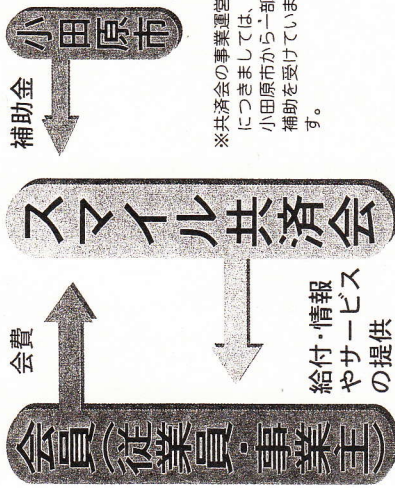 会員(従業員・事業主)
会費
給付・情報
やサービス
の提供
スマイル共済会
補助金
小田原市
※共済会の事業運営
につきましては、
小田原市から一部
補助を受けていま
す。